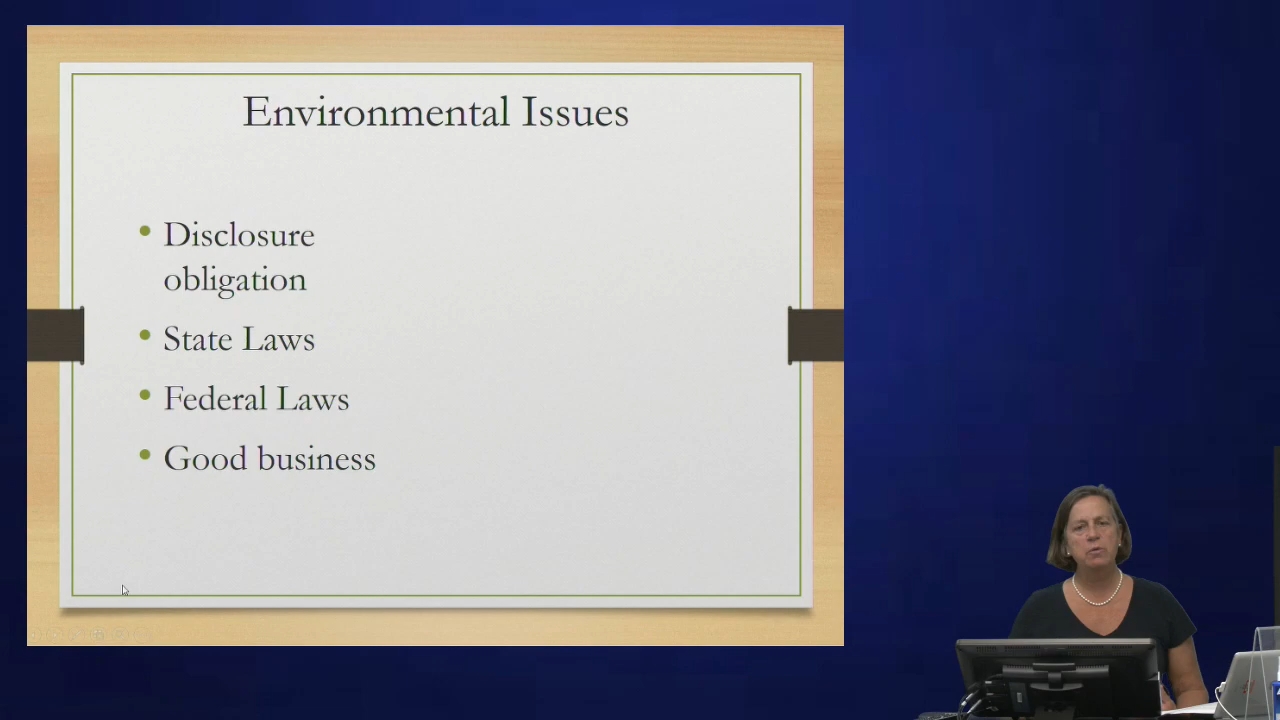 Environmental Issues
Disclosure
obligation
State Laws
Federal Laws
Good business